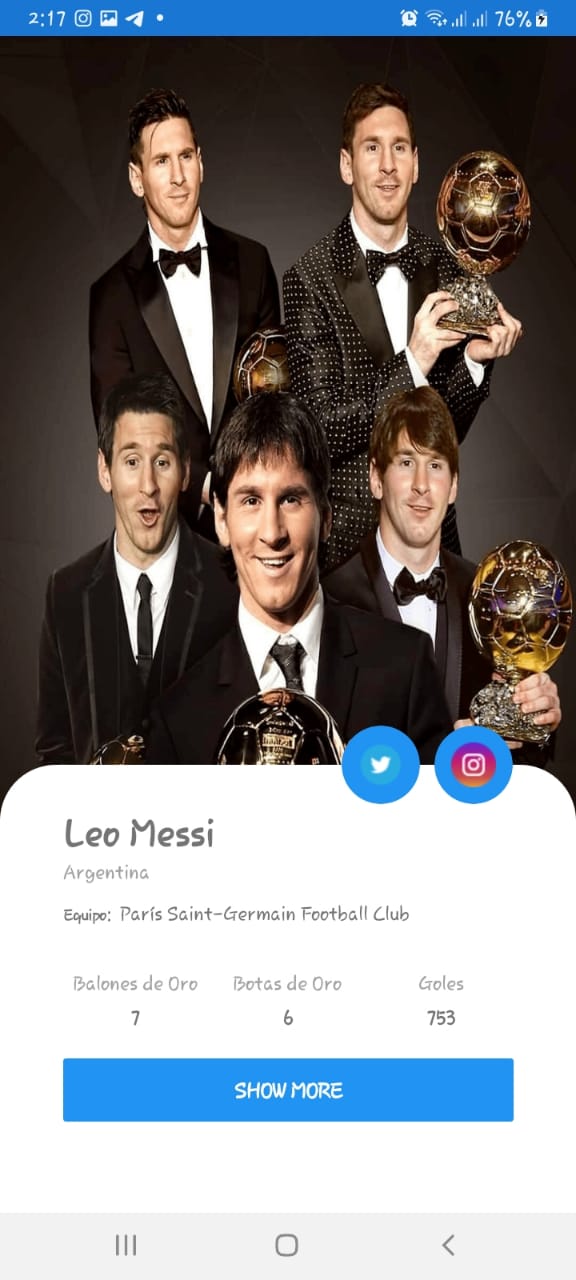 2:17
76%
Leo Messi
Argentina
Equipo: París Saint-Germain Football Club
Balones de Oro Botas de Oro Goles
7 6 753
SHOW MORE